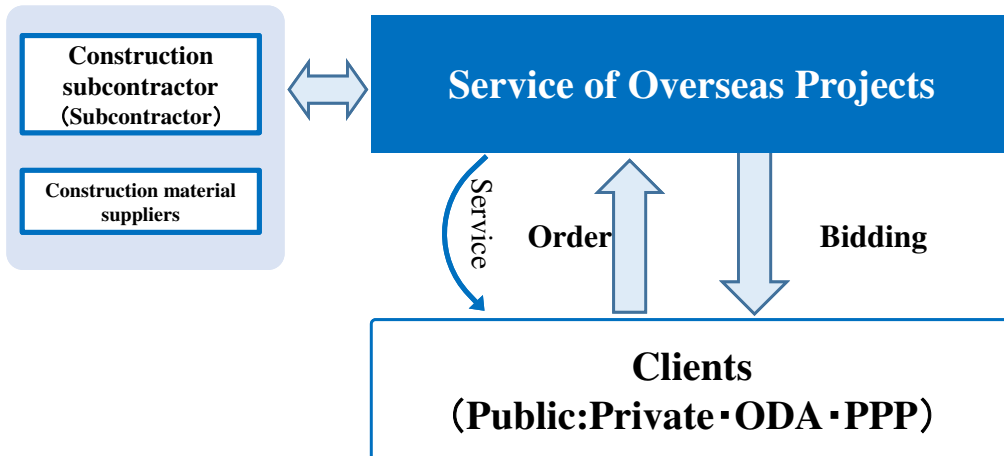 Construction
subcontractor
（Subcontractor）
Construction material
suppliers
Service of Overseas Projects
Service
Order
Bidding
Clients
（Public:Private・ODA・PPP）